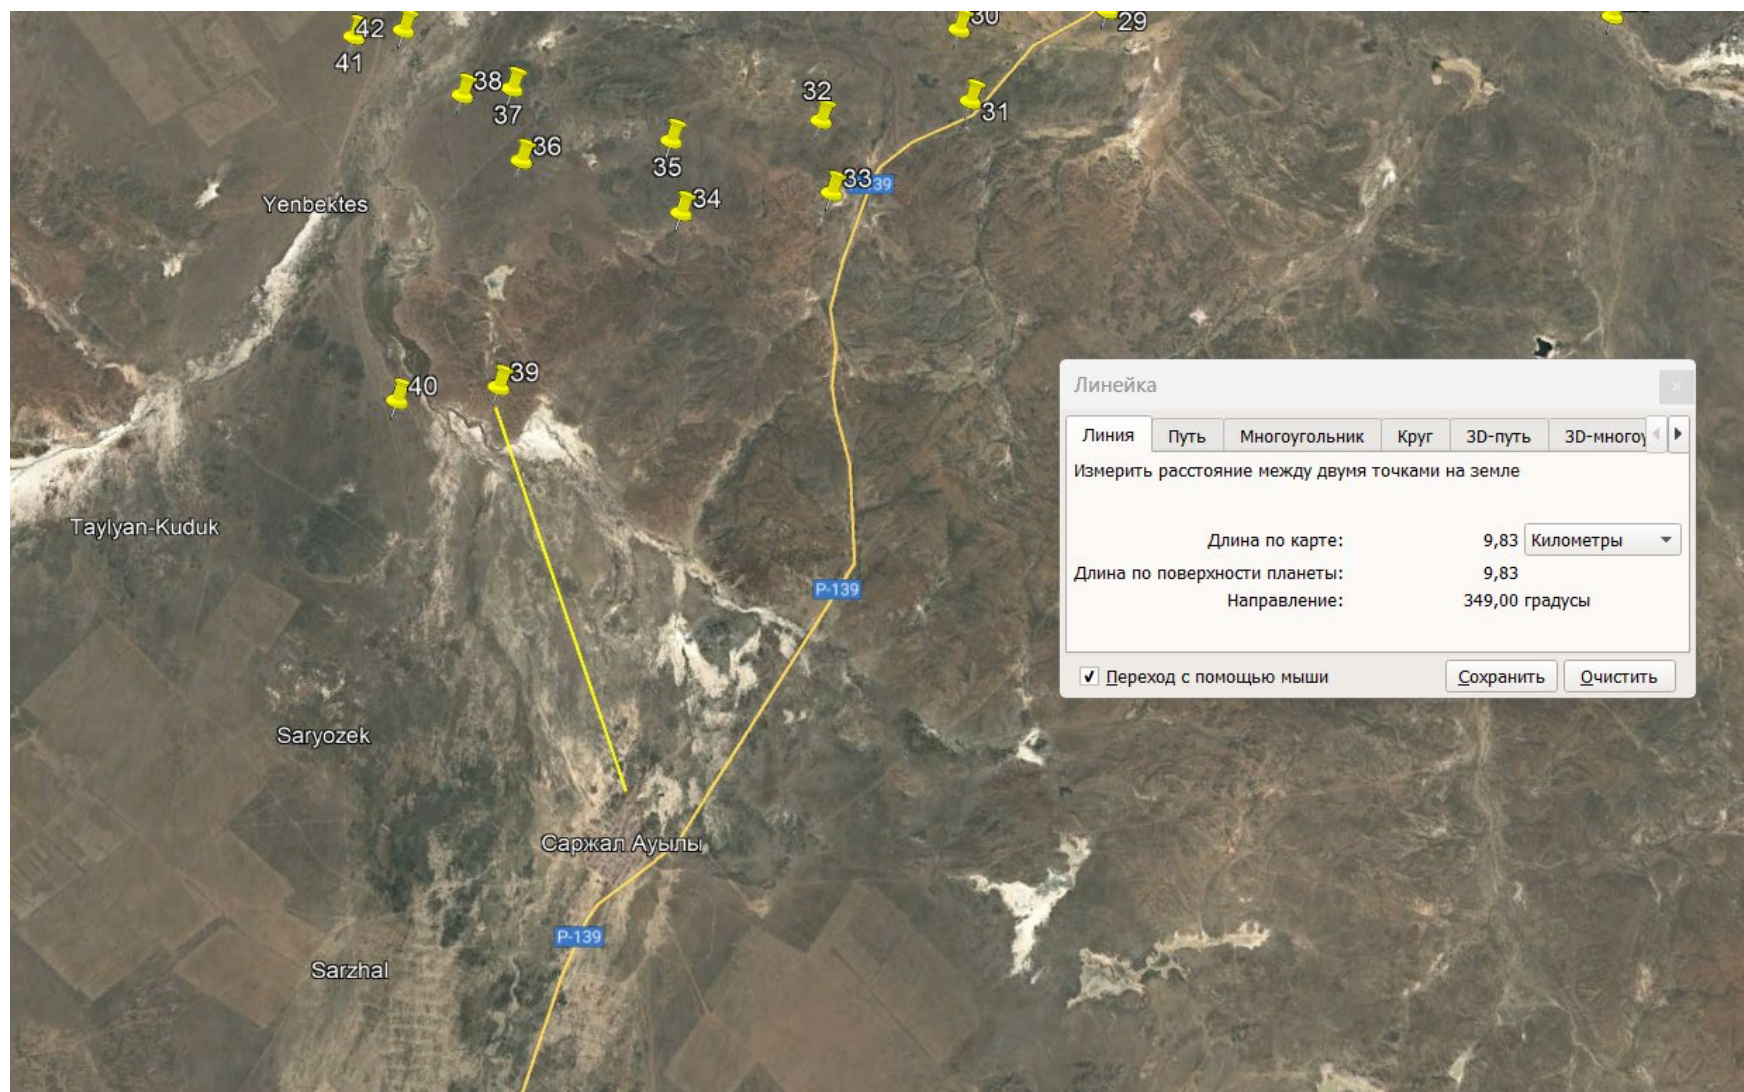 42
30
29
41
38
37
32
31
36
35
33
34
Yenbektes
39
40
Линейка
Линия
Путь
Многоугольник
Круг
3D-путь
Измерить расстояние между двумя точками на земле
Taylyan-Kuduk
Длина по карте: 9,83 Километры
Длина по поверхности планеты: 9,83
Направление: 349,00 градусы
P-139
Переход с помощью мыши
Сохранить
Очистить
Saryozek
Саржал Ауылы
P-139
Sarzhal